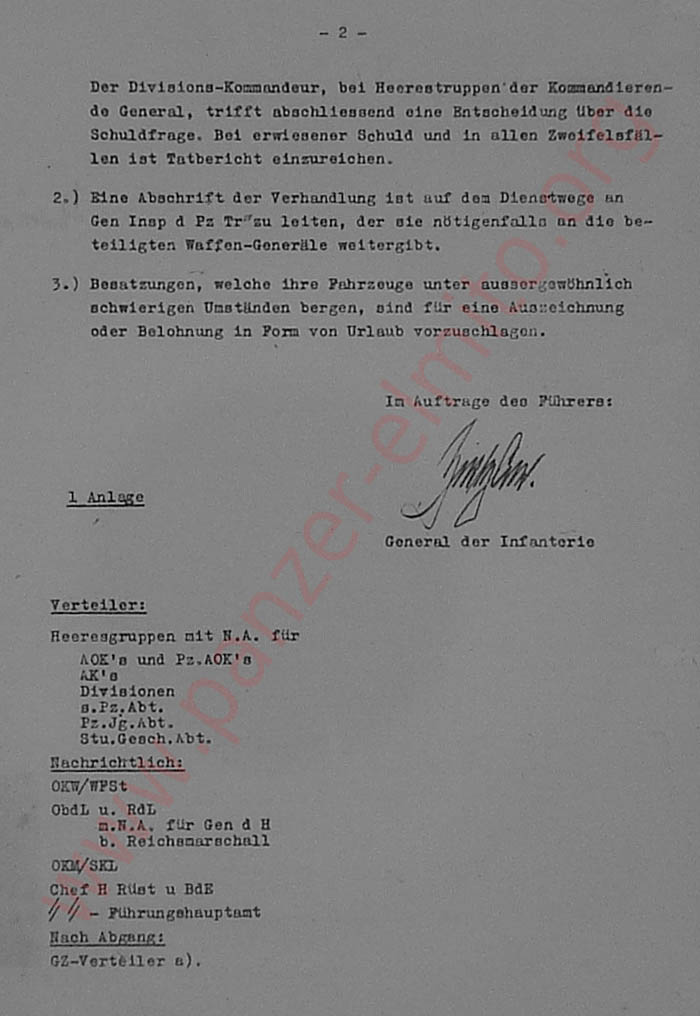 - 2 -
Der Divisions-Kommandeur, bei Heerestruppen der Kommandieren-
de General, trifft abschliessend eine Entscheidung über die
Schuldfrage. Bei erwiesener Schuld und in allen Zweifelsfäl-
len ist Tatbericht einzureichen.
2.) Eine Abschrift der Verhandlung ist auf dem Dienstwege an
Gen Insp d Pz Tr zu leiten, der sie nötigenfalls an die be-
teiligten Waffen-Generäle weitergibt.
3.) Besatzungen, welche ihre Fahrzeuge unter aussergewöhnlich
schwierigen Umständen bergen, sind für eine Auszeichnung
oder Belohnung in Form von Urlaub vorzuschlagen.
Im Auftrage des Führers:
1 Anlage
General der Infanterie
Verteiler:
Heeresgruppen mit N.A. für
AOK's und Pz.AOK's
AK's
Divisionen
s.Pz.Abt.
Pz.Jg.Abt.
Stu.Gesch.Abt.
Nachrichtlich:
OKW/WFSt
ObdL u. RdL
m.N.A. für Gen d H
b. Reichsmarschall
OKM/SKL
Chef H Rüst u BdE
SS - Führungshauptamt
Nach Abgang:
GZ-Verteiler a).
www.panzer-elmito.org